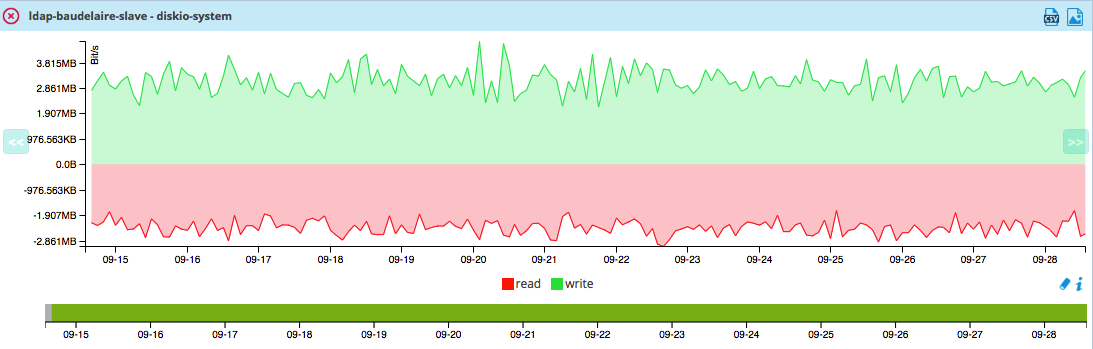 ldap-baudelaire-slave - diskio-system
CSV
Bit/s
3.815MB
2.861MB
1.907MB
976.563KB
0.0B
-976.563KB
-1.907MB
-2.861MB
<< >>
09-15 09-16 09-17 09-18 09-19 09-20 09-21 09-22 09-23 09-24 09-25 09-26 09-27 09-28
read write
i
09-15 09-16 09-17 09-18 09-19 09-20 09-21 09-22 09-23 09-24 09-25 09-26 09-27 09-28